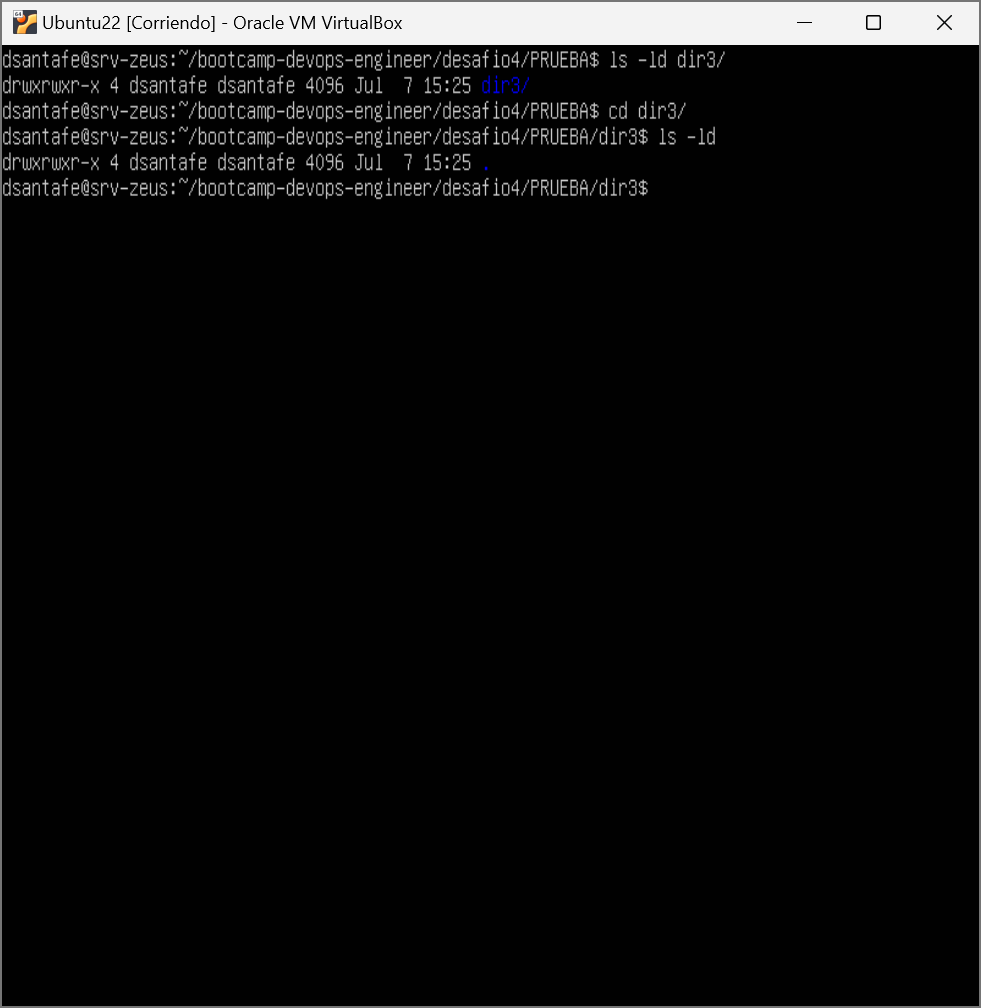 Ubuntu22 [Corriendo] - Oracle VM VirtualBox
dsantafe@srv-zeus:~/bootcamp-devops-engineer/desafio4/PRUEBA$ ls -ld dir3/
drwxrwxr-x 4 dsantafe dsantafe 4096 Jul  7 15:25 dir3/
dsantafe@srv-zeus:~/bootcamp-devops-engineer/desafio4/PRUEBA$ cd dir3/
dsantafe@srv-zeus:~/bootcamp-devops-engineer/desafio4/PRUEBA/dir3$ ls -ld
drwxrwxr-x 4 dsantafe dsantafe 4096 Jul  7 15:25 .
dsantafe@srv-zeus:~/bootcamp-devops-engineer/desafio4/PRUEBA/dir3$